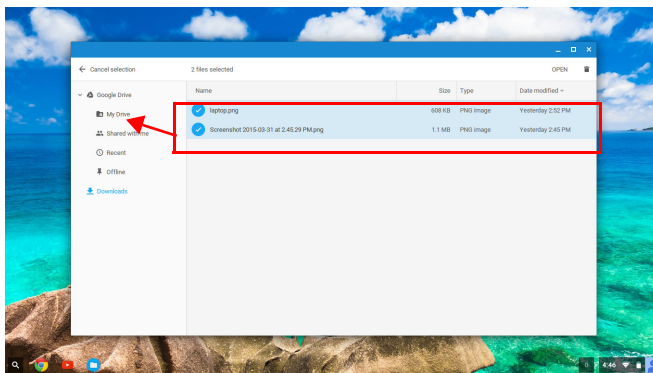 Cancel selection
2 files selected
OPEN
Google Drive
My Drive
Shared with me
Recent
Offline
Downloads
Name
Size
Type
Date modified
laptop.png
608 KB
PNG image
Yesterday 2:52 PM
Screenshot 2015-03-31 at 2.45.29 PM.png
1.1 MB
PNG image
Yesterday 2:45 PM
0
4:46